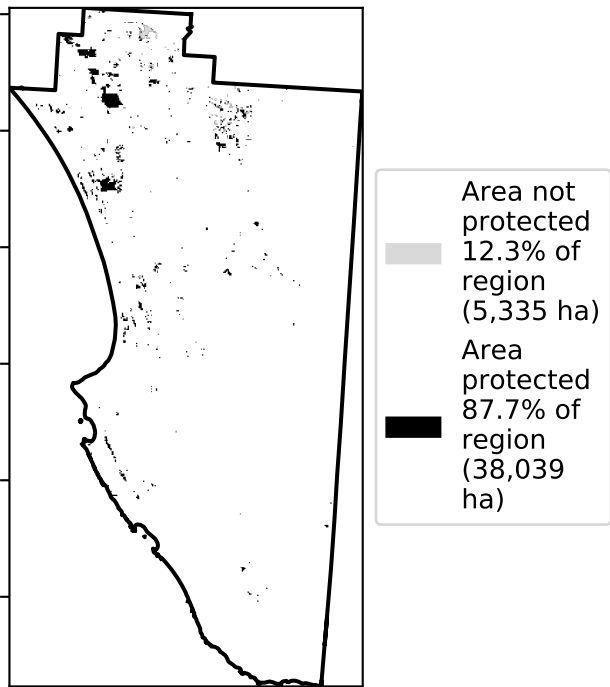 Area not
protected
12.3% of
region
(5,335 ha)
Area
protected
87.7% of
region
(38,039
ha)